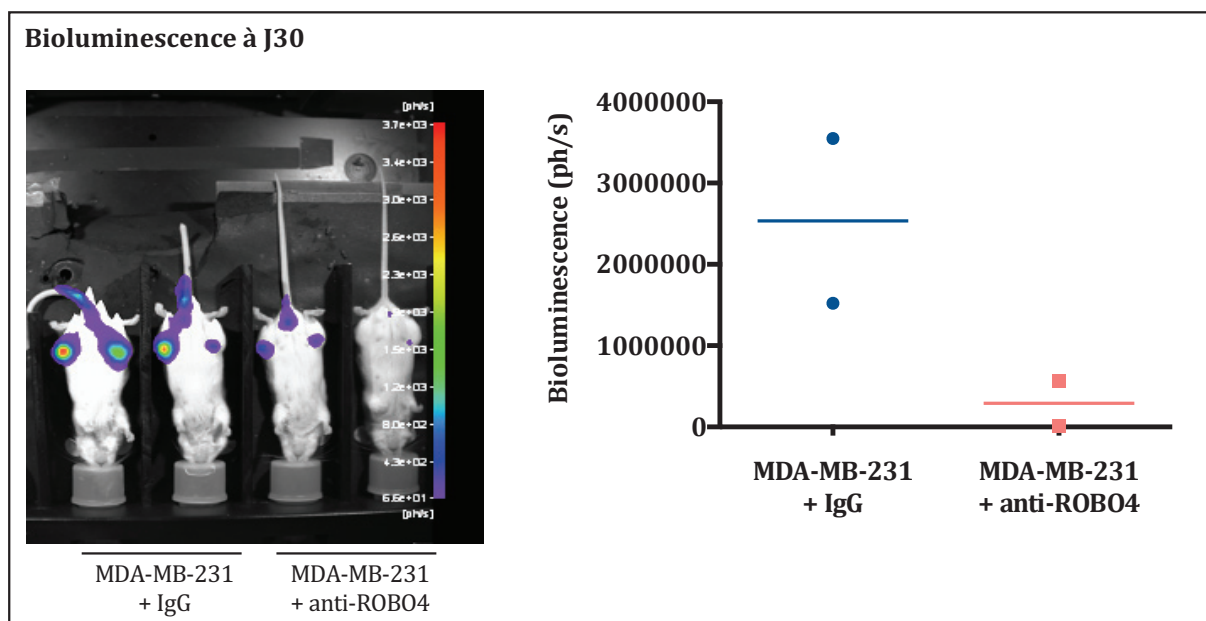 Bioluminescence à J30
[ph/s]
3.7e+03
3.4e+03
3.0e+03
2.6e+03
2.3e+03
1.5e+03
1.2e+03
8.0e+02
4.3e+02
6.6e+01
[ph/s]
MDA-MB-231
+ IgG
MDA-MB-231
+ anti-ROBO4
Bioluminescence (ph/s)
4000000
3000000
2000000
1000000
0
MDA-MB-231
+ IgG
MDA-MB-231
+ anti-ROBO4